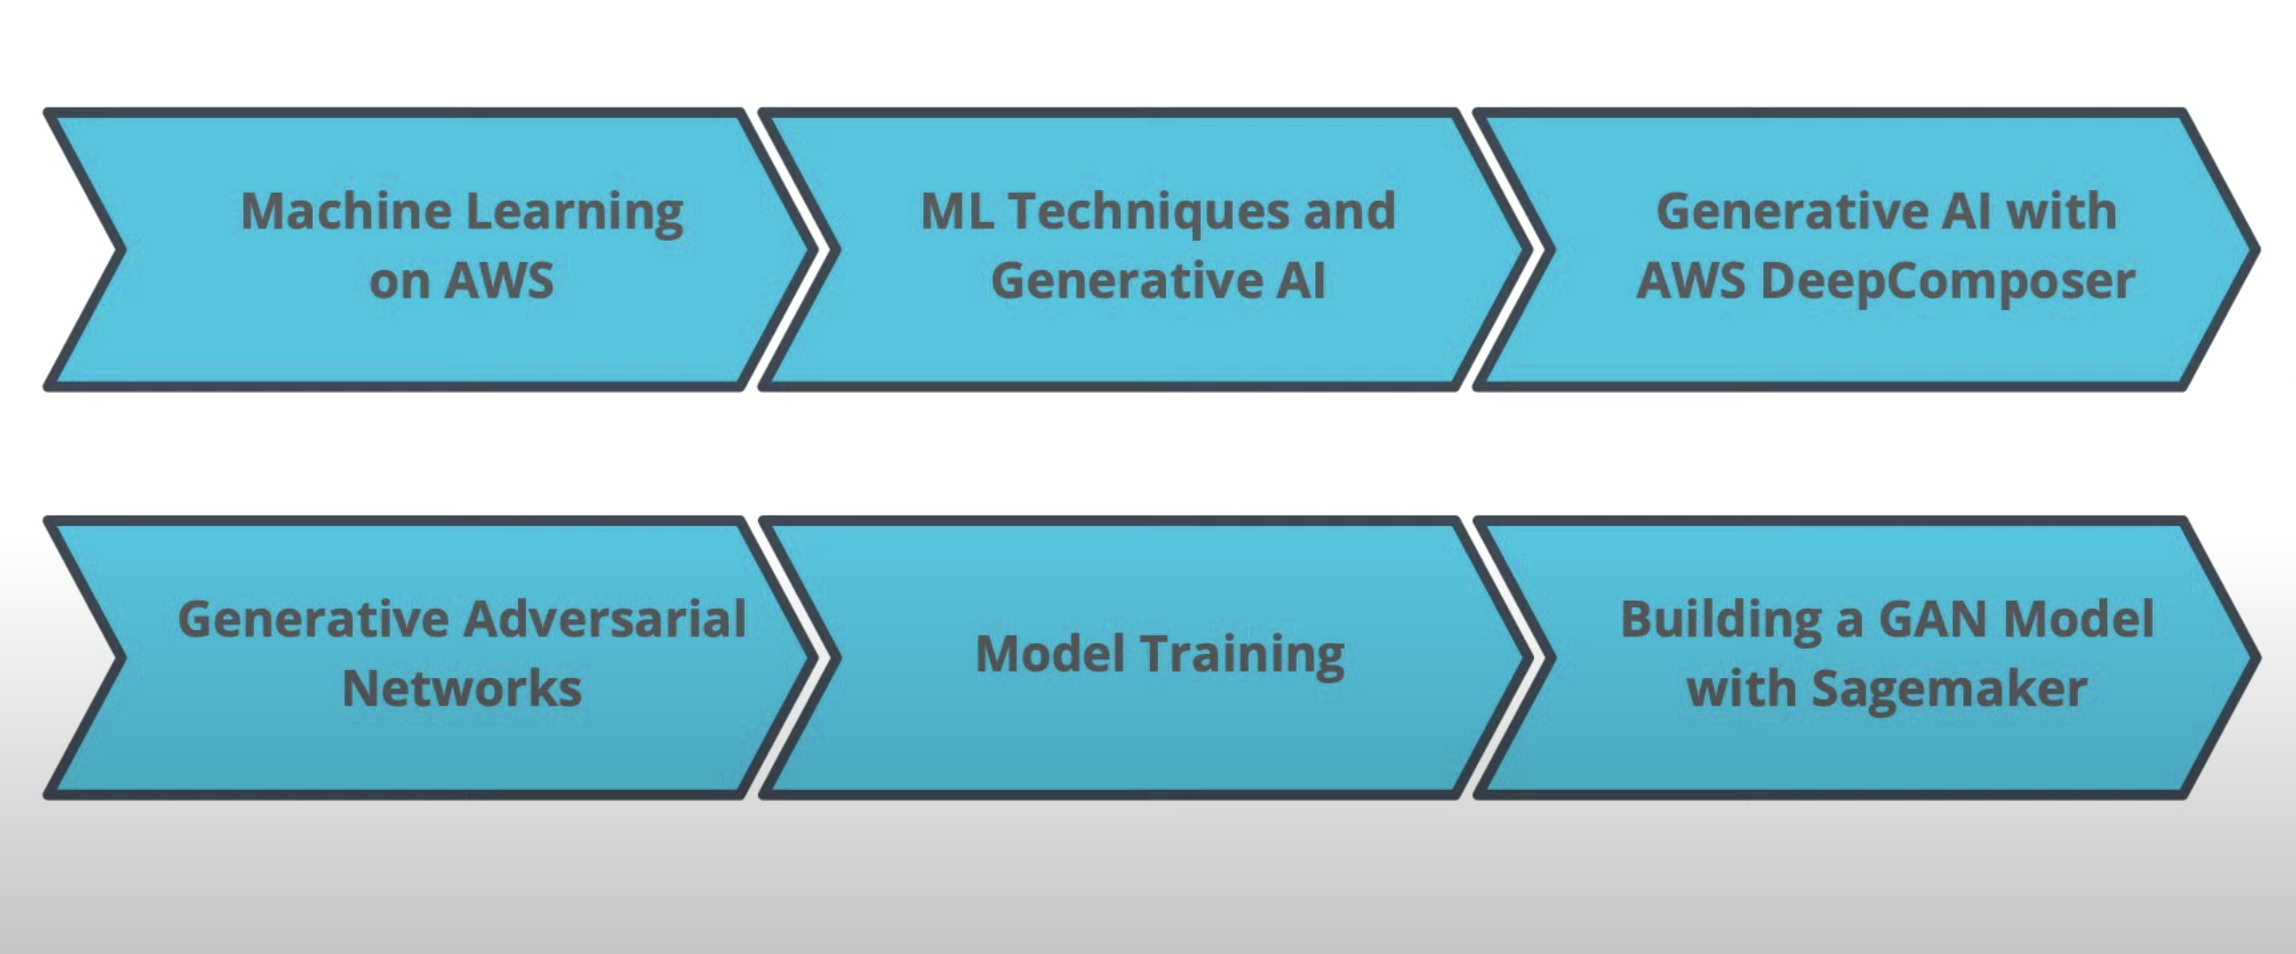 Machine Learning
on AWS
ML Techniques and
Generative AI
Generative AI with
AWS DeepComposer
Generative Adversarial
Networks
Model Training
Building a GAN Model
with Sagemaker